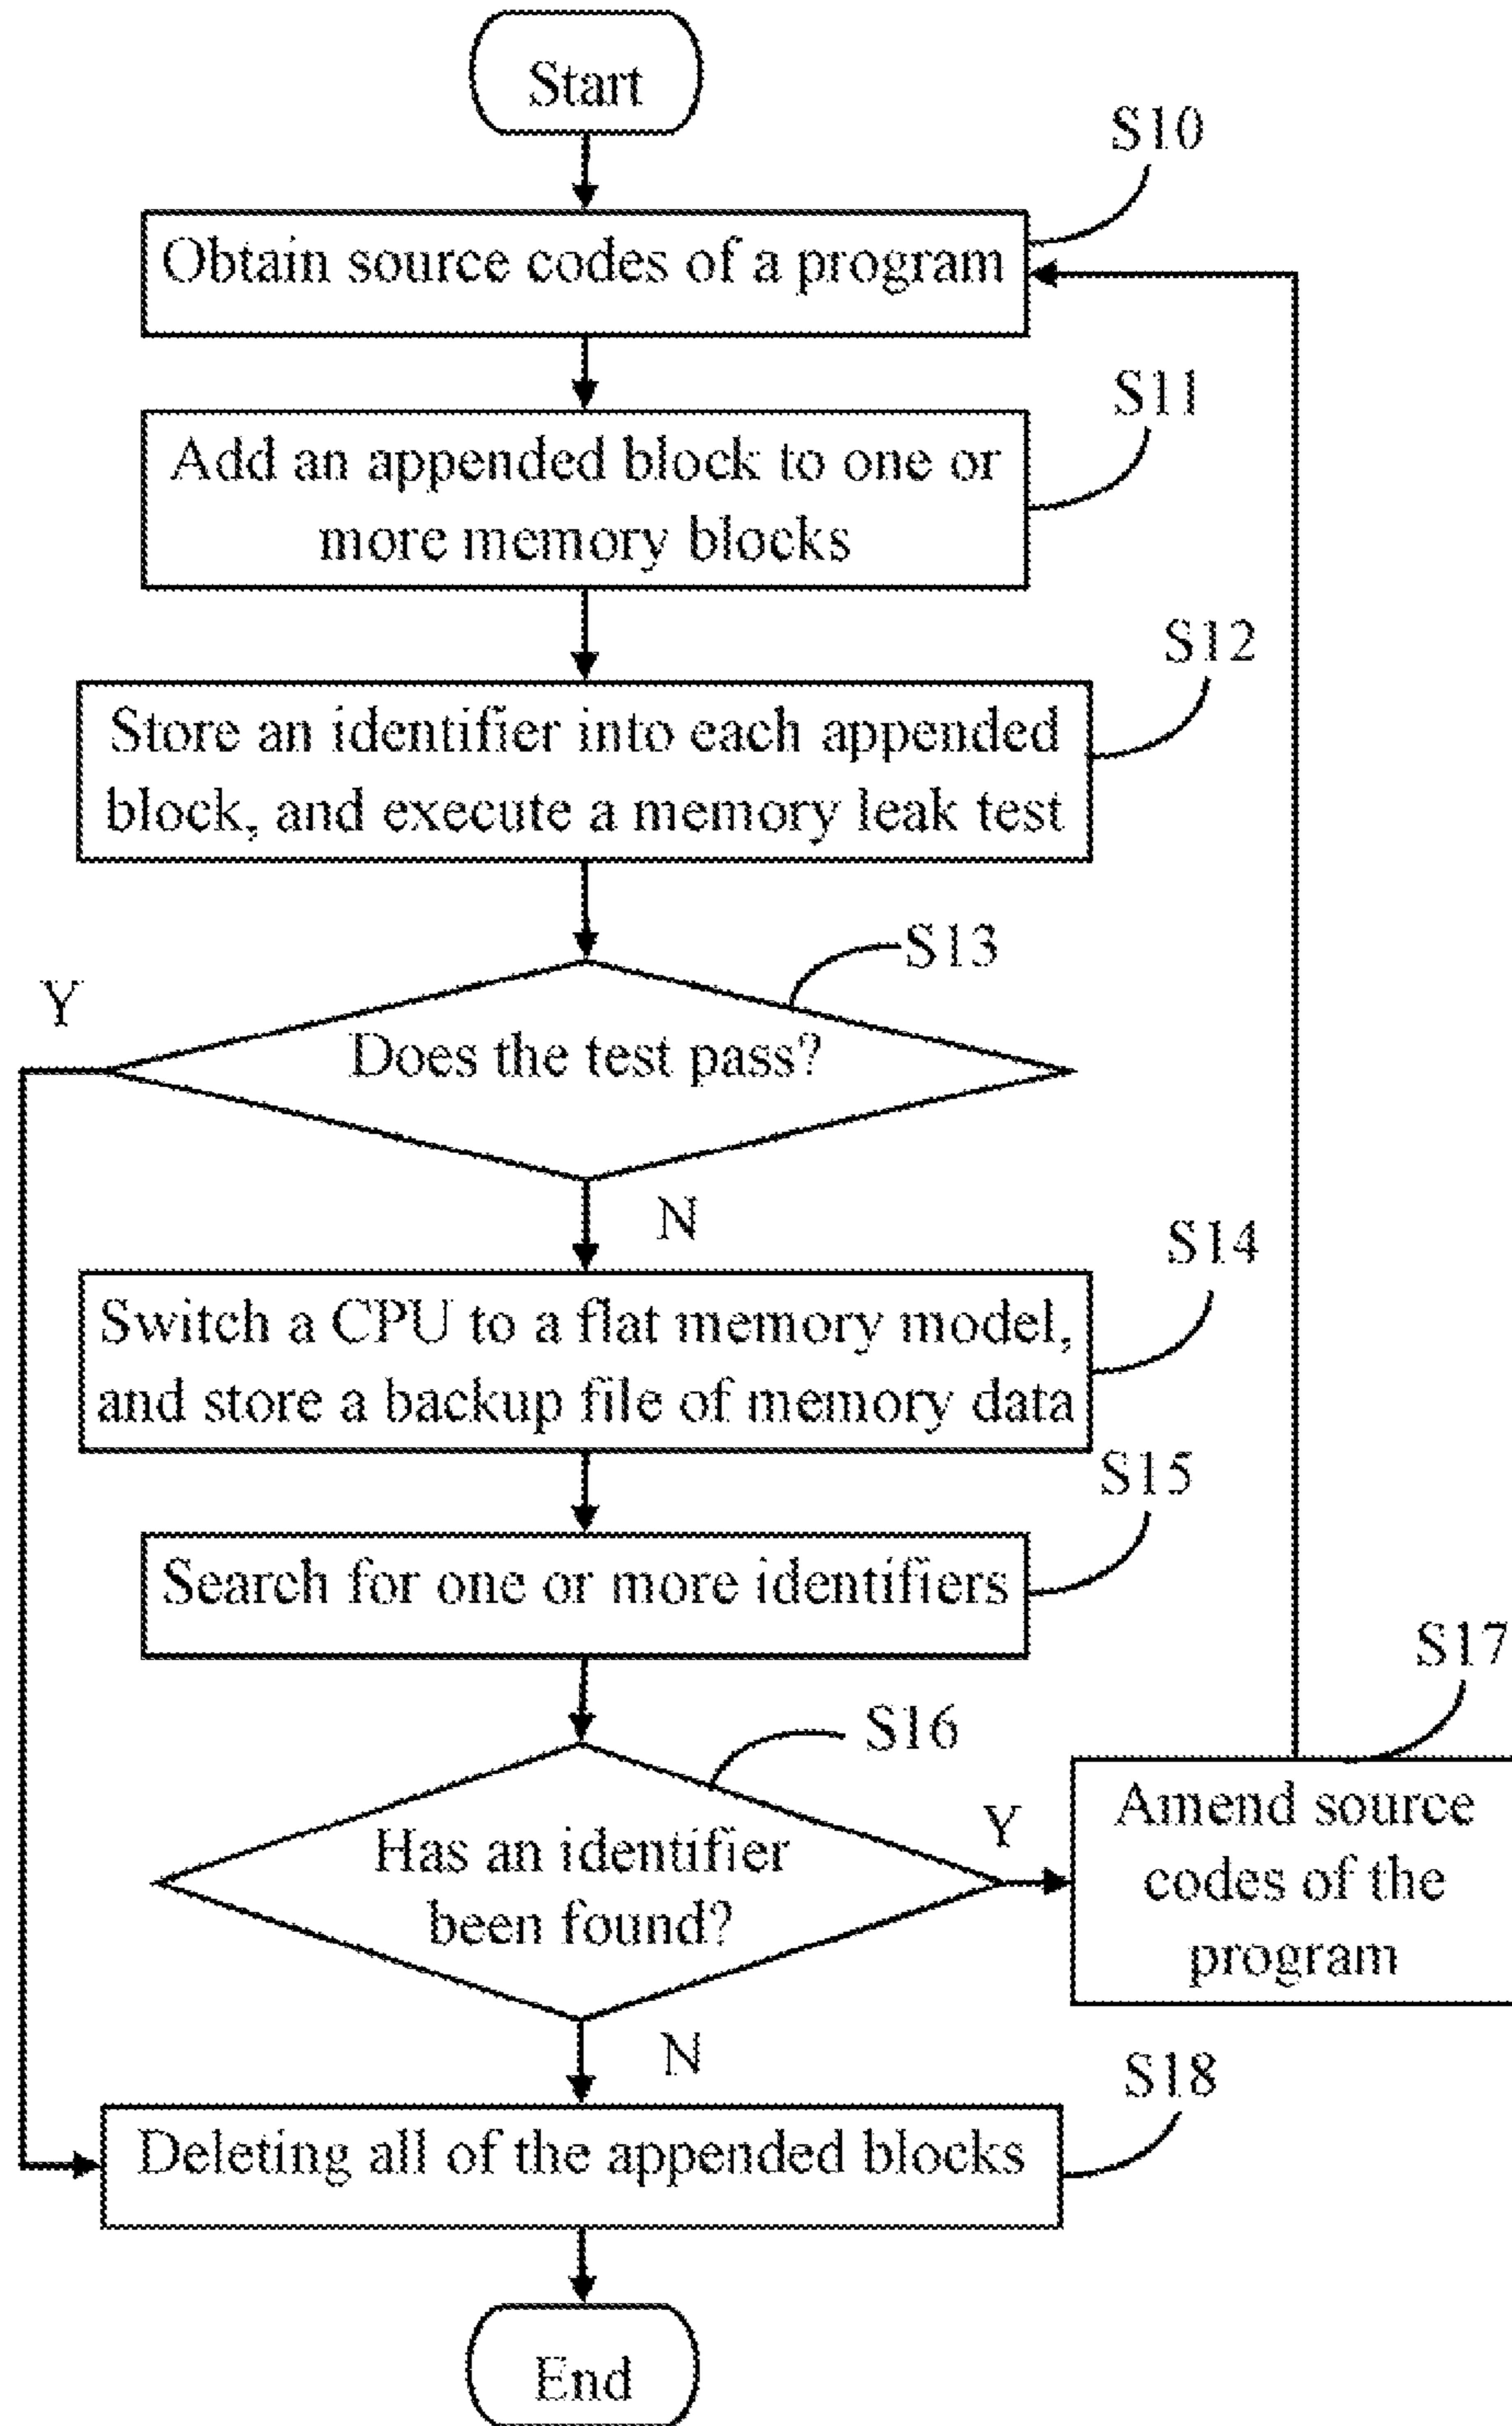 Start
S10
Obtain source codes of a program
S11
Add an appended block to one or
more memory blocks
S12
Store an identifier into each appended
block, and execute a memory leak test
S13
Y
Does the test pass?
N
S14
Switch a CPU to a flat memory model,
and store a backup file of memory data
S15
Search for one or more identifiers
S17
S16
Y
Amend source
codes of the
program
Has an identifier
been found?
N
S18
Deleting all of the appended blocks
End